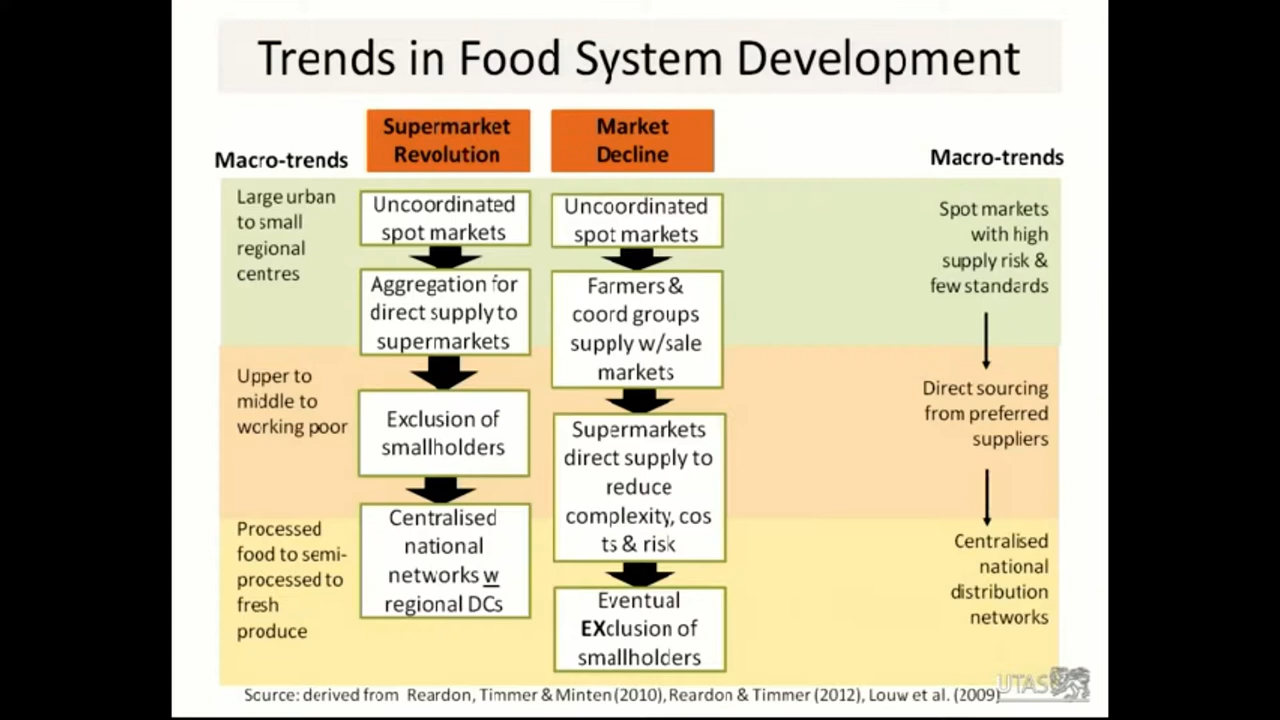 Trends in Food System Development
Macro-trends
Supermarket
Revolution
Market
Decline
Macro-trends
Large urban
to small
regional
centres
Upper to
middle to
working poor
Processed
food to semi-
processed to
fresh
produce
Uncoordinated
spot markets
Aggregation for
direct supply to
supermarkets
Exclusion of
smallholders
Centralised
national
networks w
regional DCs
Uncoordinated
spot markets
Farmers &
coord groups
supply w/sale
markets
Supermarkets
direct supply to
reduce
complexity, cos
ts & risk
Eventual
EXclusion of
smallholders
Spot markets
with high
supply risk &
few standards
Direct sourcing
from preferred
suppliers
Centralised
national
distribution
networks
Source: derived from Reardon, Timmer & Minten (2010), Reardon & Timmer (2012), Louw et al. (2009)
UTAS